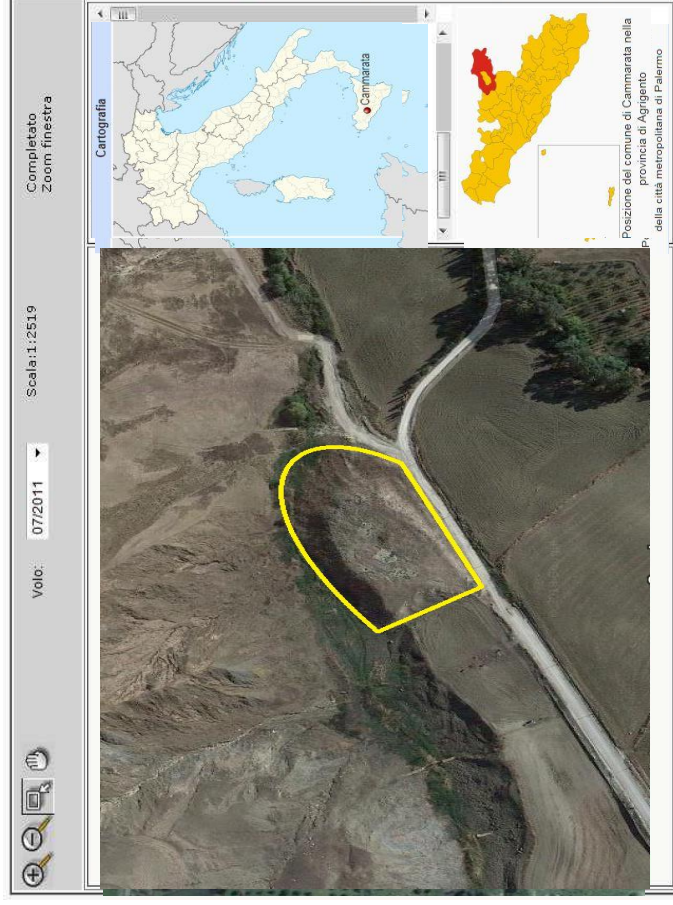 Volo:
07/2011
Scala:1:2519
Completato
Zoom finestra
Cartografia
Cammarata
Posizione del comune di Cammarata nella
provincia di Agrigento
della città metropolitana di Palermo